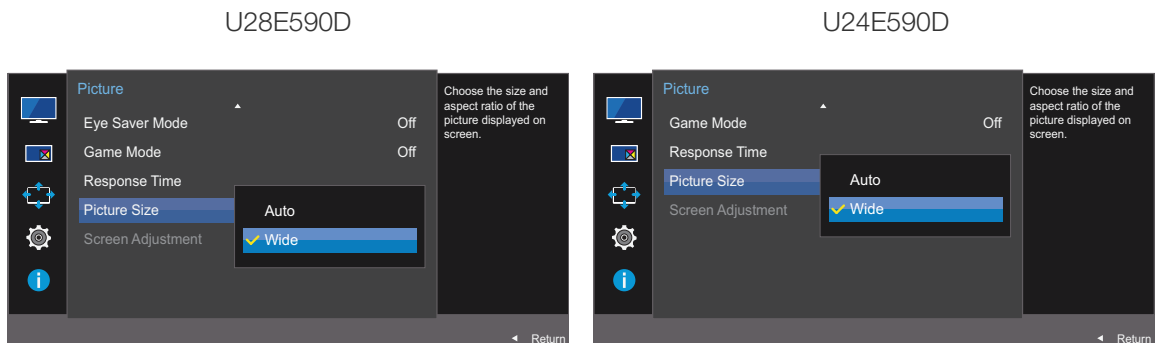 U28E590D
Picture
Eye Saver Mode Off
Game Mode Off
Response Time
Picture Size
Auto
Screen Adjustment
Wide
Choose the size and
aspect ratio of the
picture displayed on
screen.
Return
U24E590D
Picture
Game Mode Off
Response Time
Picture Size
Auto
Screen Adjustment
Wide
Choose the size and
aspect ratio of the
picture displayed on
screen.
Return